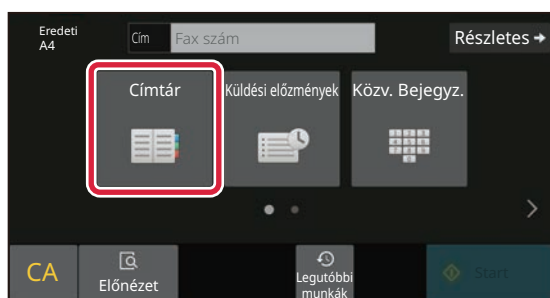 Eredeti
A4
Cím Fax szám
Részletes
Címtár
Küldési előzmények
Közv. Bejegyz.
CA
Előnézet
Legutóbbi
munkák
Start